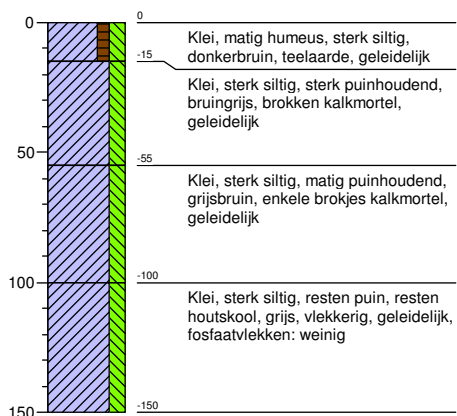 0
0
Klei, matig humeus, sterk siltig,
donkerbruin, teelaarde, geleidelijk
-15
Klei, sterk siltig, sterk puinhoudend,
bruingrijs, brokken kalkmortel,
geleidelijk
50
-55
Klei, sterk siltig, matig puinhoudend,
grijsbruin, enkele brokjes kalkmortel,
geleidelijk
100
-100
Klei, sterk siltig, resten puin, resten
houtskool, grijs, vlekkerig, geleidelijk,
fosfaatvlekken: weinig
150
-150